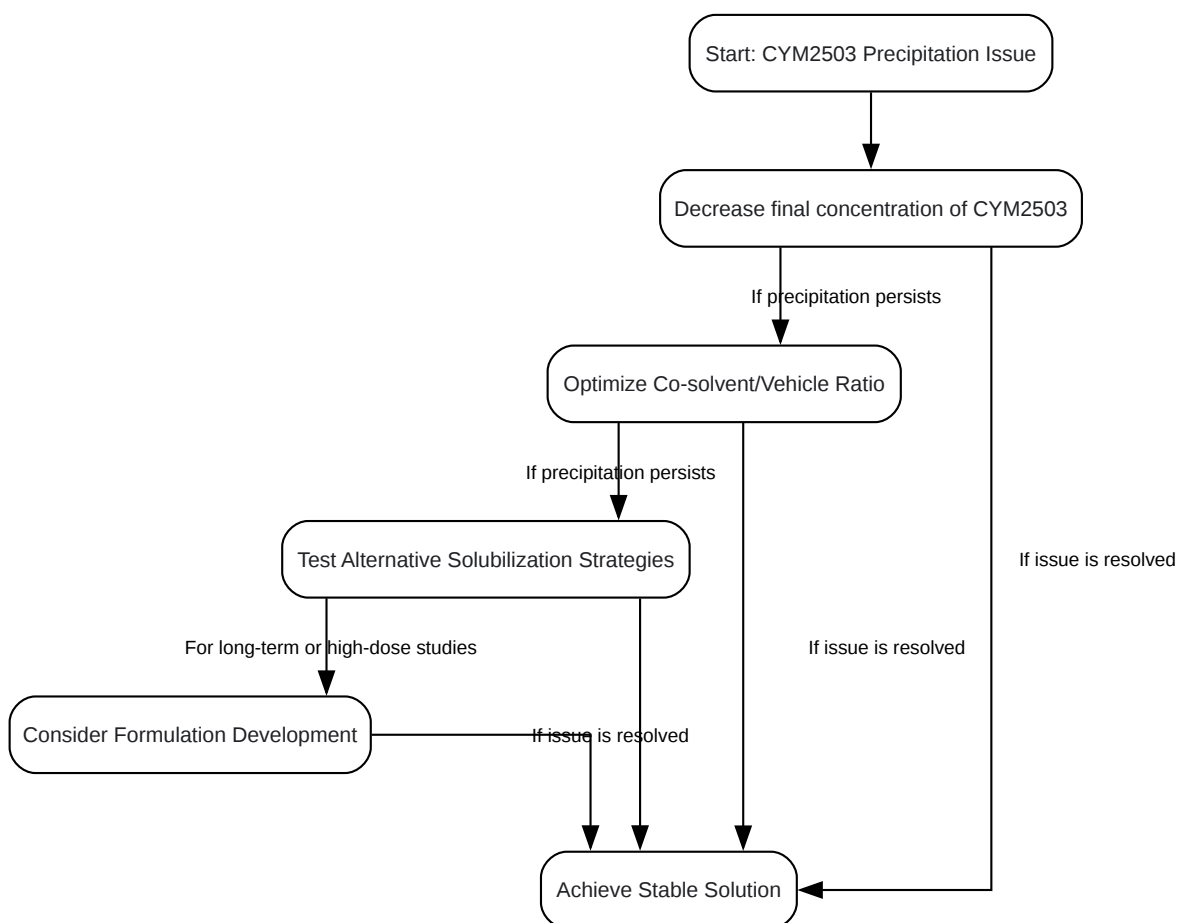 Start: CYM2503 Precipitation Issue
Decrease final concentration of CYM2503
If precipitation persists
Optimize Co-solvent/Vehicle Ratio
If precipitation persists
Test Alternative Solubilization Strategies
If issue is resolved
For long-term or high-dose studies
If issue is resolved
Consider Formulation Development
If issue is resolved
Achieve Stable Solution